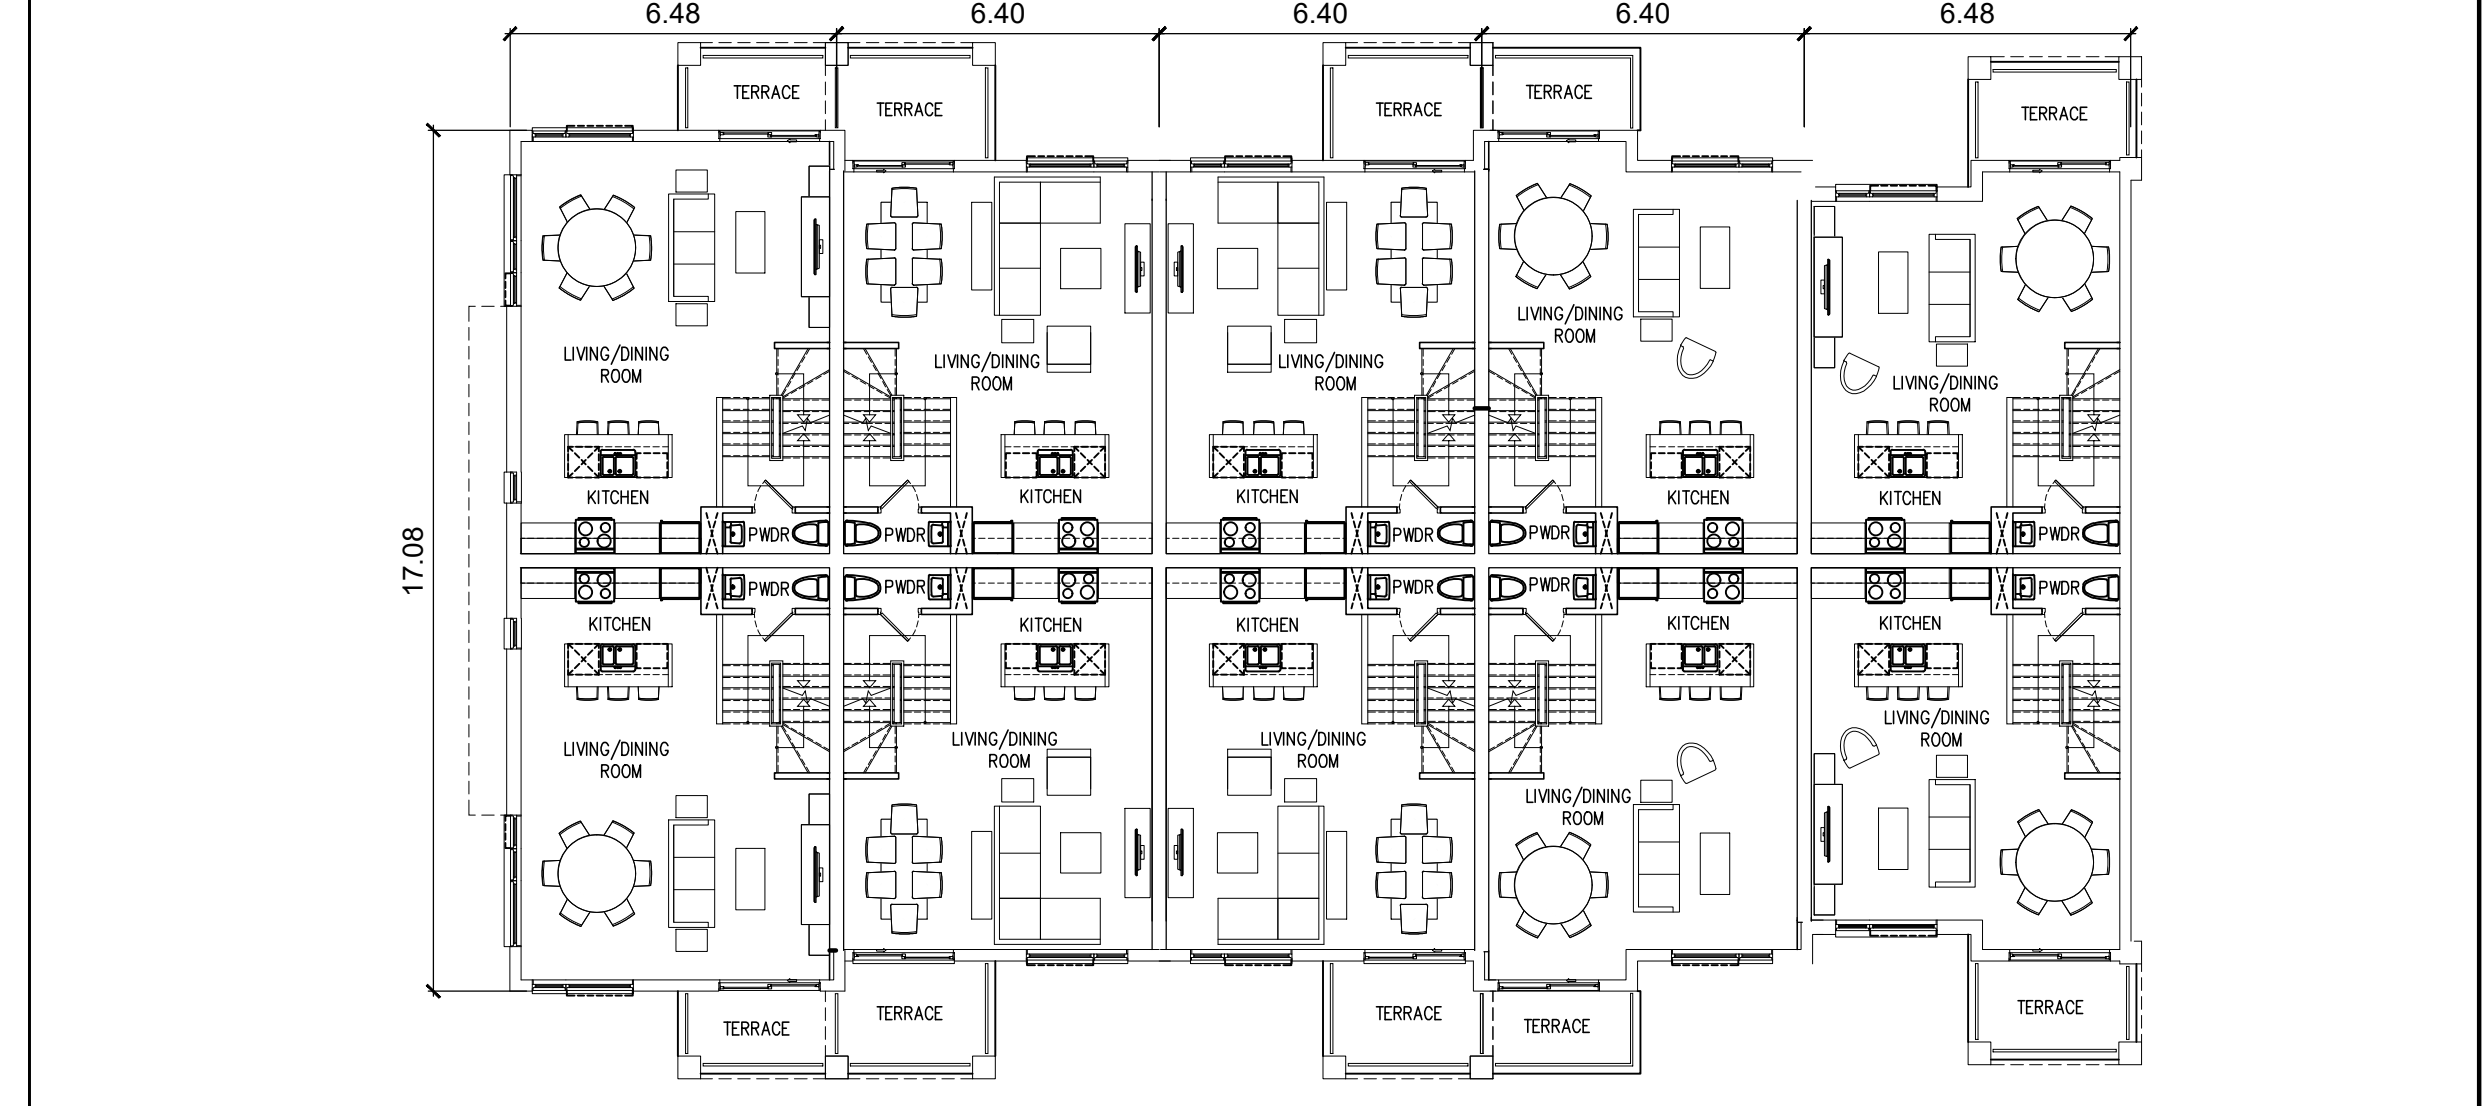 6.48 6.40 6.40 6.40 6.48
TERRACE TERRACE TERRACE TERRACE TERRACE
LIVING/DINING
ROOM
LIVING/DINING
ROOM
LIVING/DINING
ROOM
LIVING/DINING
ROOM
LIVING/DINING
ROOM
KITCHEN KITCHEN KITCHEN KITCHEN KITCHEN
PWDR PWDR PWDR PWDR PWDR
17.08
PWDR PWDR PWDR PWDR PWDR
KITCHEN KITCHEN KITCHEN KITCHEN KITCHEN
LIVING/DINING
ROOM
LIVING/DINING
ROOM
LIVING/DINING
ROOM
LIVING/DINING
ROOM
LIVING/DINING
ROOM
TERRACE TERRACE TERRACE TERRACE TERRACE